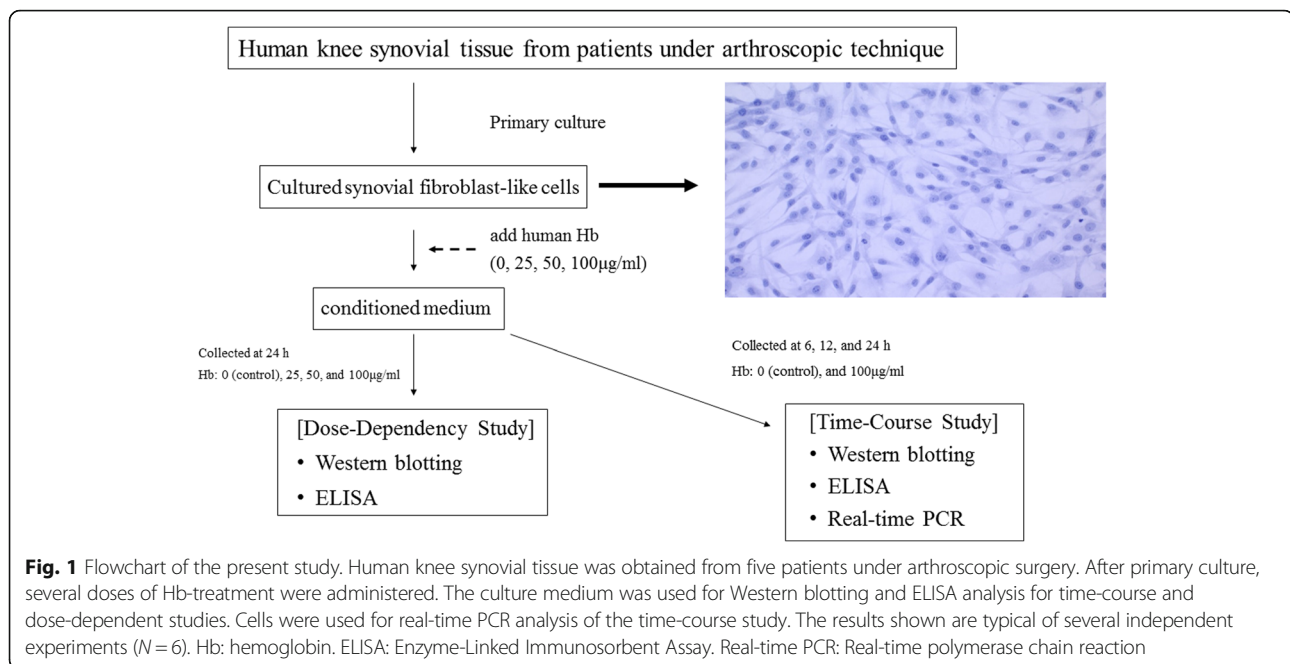 Human knee synovial tissue from patients under arthroscopic technique
Primary culture
Cultured synovial fibroblast-like cells
add human Hb
(0, 25, 50, 100μg/ml)
conditioned medium
Collected at 24 h
Hb: 0 (control), 25, 50, and 100μg/ml
Collected at 6, 12, and 24 h
Hb: 0 (control), and 100μg/ml
[Dose-Dependency Study]
• Western blotting
• ELISA
[Time-Course Study]
• Western blotting
• ELISA
• Real-time PCR
Fig. 1 Flowchart of the present study. Human knee synovial tissue was obtained from five patients under arthroscopic surgery. After primary culture,
several doses of Hb-treatment were administered. The culture medium was used for Western blotting and ELISA analysis for time-course and
dose-dependent studies. Cells were used for real-time PCR analysis of the time-course study. The results shown are typical of several independent
experiments (N = 6). Hb: hemoglobin. ELISA: Enzyme-Linked Immunosorbent Assay. Real-time PCR: Real-time polymerase chain reaction